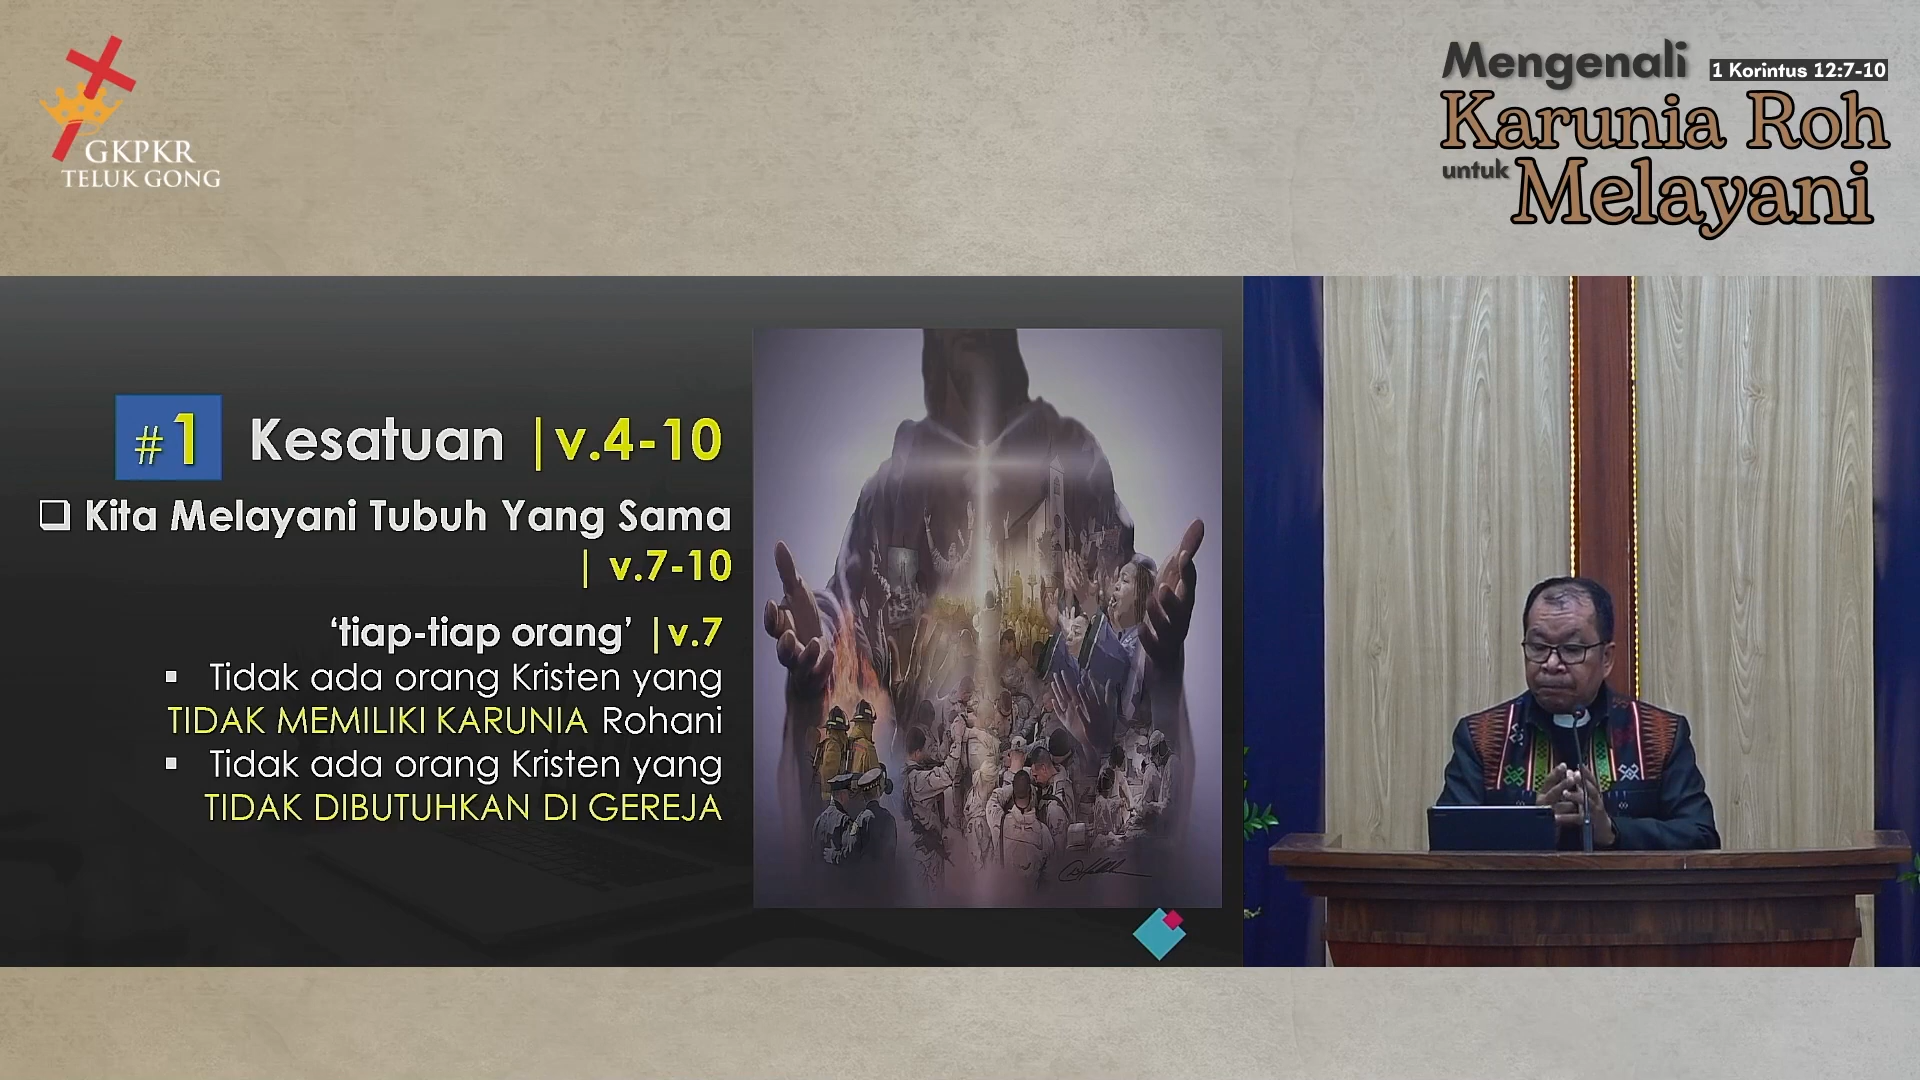 GKPKR
TELUK GONG
Mengenali
1 Korintus 12:7-10
Karunia Roh
untuk Melayani
#1 Kesatuan |v.4-10
Kita Melayani Tubuh Yang Sama
| v.7-10
‘tiap-tiap orang’ |v.7
▪ Tidak ada orang Kristen yang
TIDAK MEMILIKI KARUNIA Rohani
▪ Tidak ada orang Kristen yang
TIDAK DIBUTUHKAN DI GEREJA